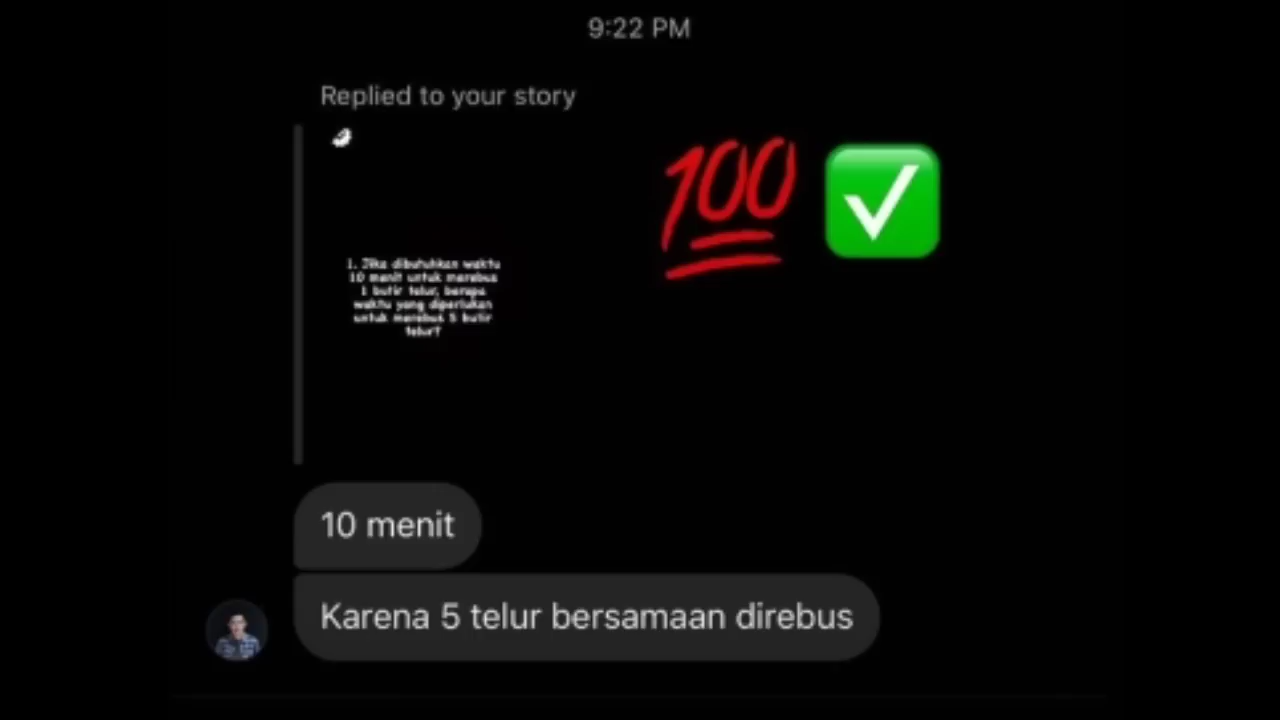 9:22 PM
Replied to your story
💯 ✅
1. Jika dibutuhkan waktu
10 menit untuk merebus
1 butir telur, berapa
waktu yang diperlukan
untuk merebus 5 butir
telur?
10 menit
Karena 5 telur bersamaan direbus